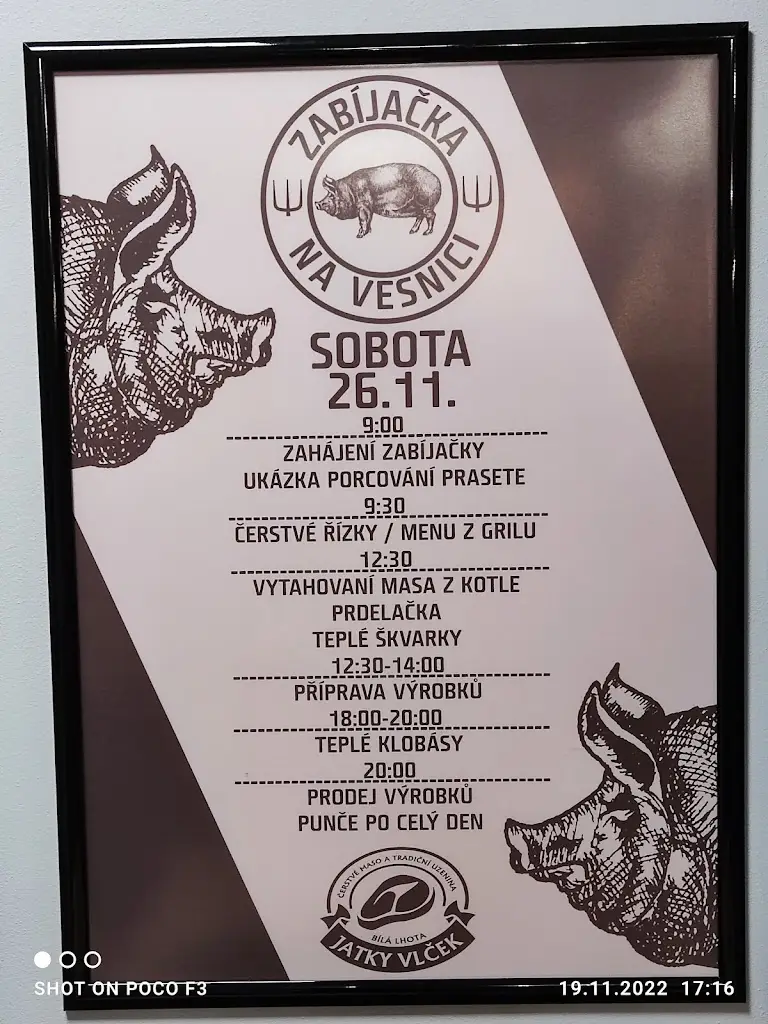 ZABÍJAČKA
NA VESNICI
SOBOTA
26.11.
9:00
ZAHÁJENÍ ZABÍJAČKY
UKÁZKA PORCOVÁNÍ PRASETE
9:30
ČERSTVÉ ŘÍZKY / MENU Z GRILU
12:30
VYTAHOVANÍ MASA Z KOTLE
PRDELAČKA
TEPLÉ ŠKVARKY
12:30-14:00
PŘÍPRAVA VÝROBKŮ
18:00-20:00
TEPLÉ KLOBÁSY
20:00
PRODEJ VÝROBKŮ
PUNČE PO CELÝ DEN
ČERSTVÉ MASO A TRADIČNÍ UZENINA
BÍLÁ LHOTA
JATKY VLČEK
SHOT ON POCO F3
19.11.2022 17:16